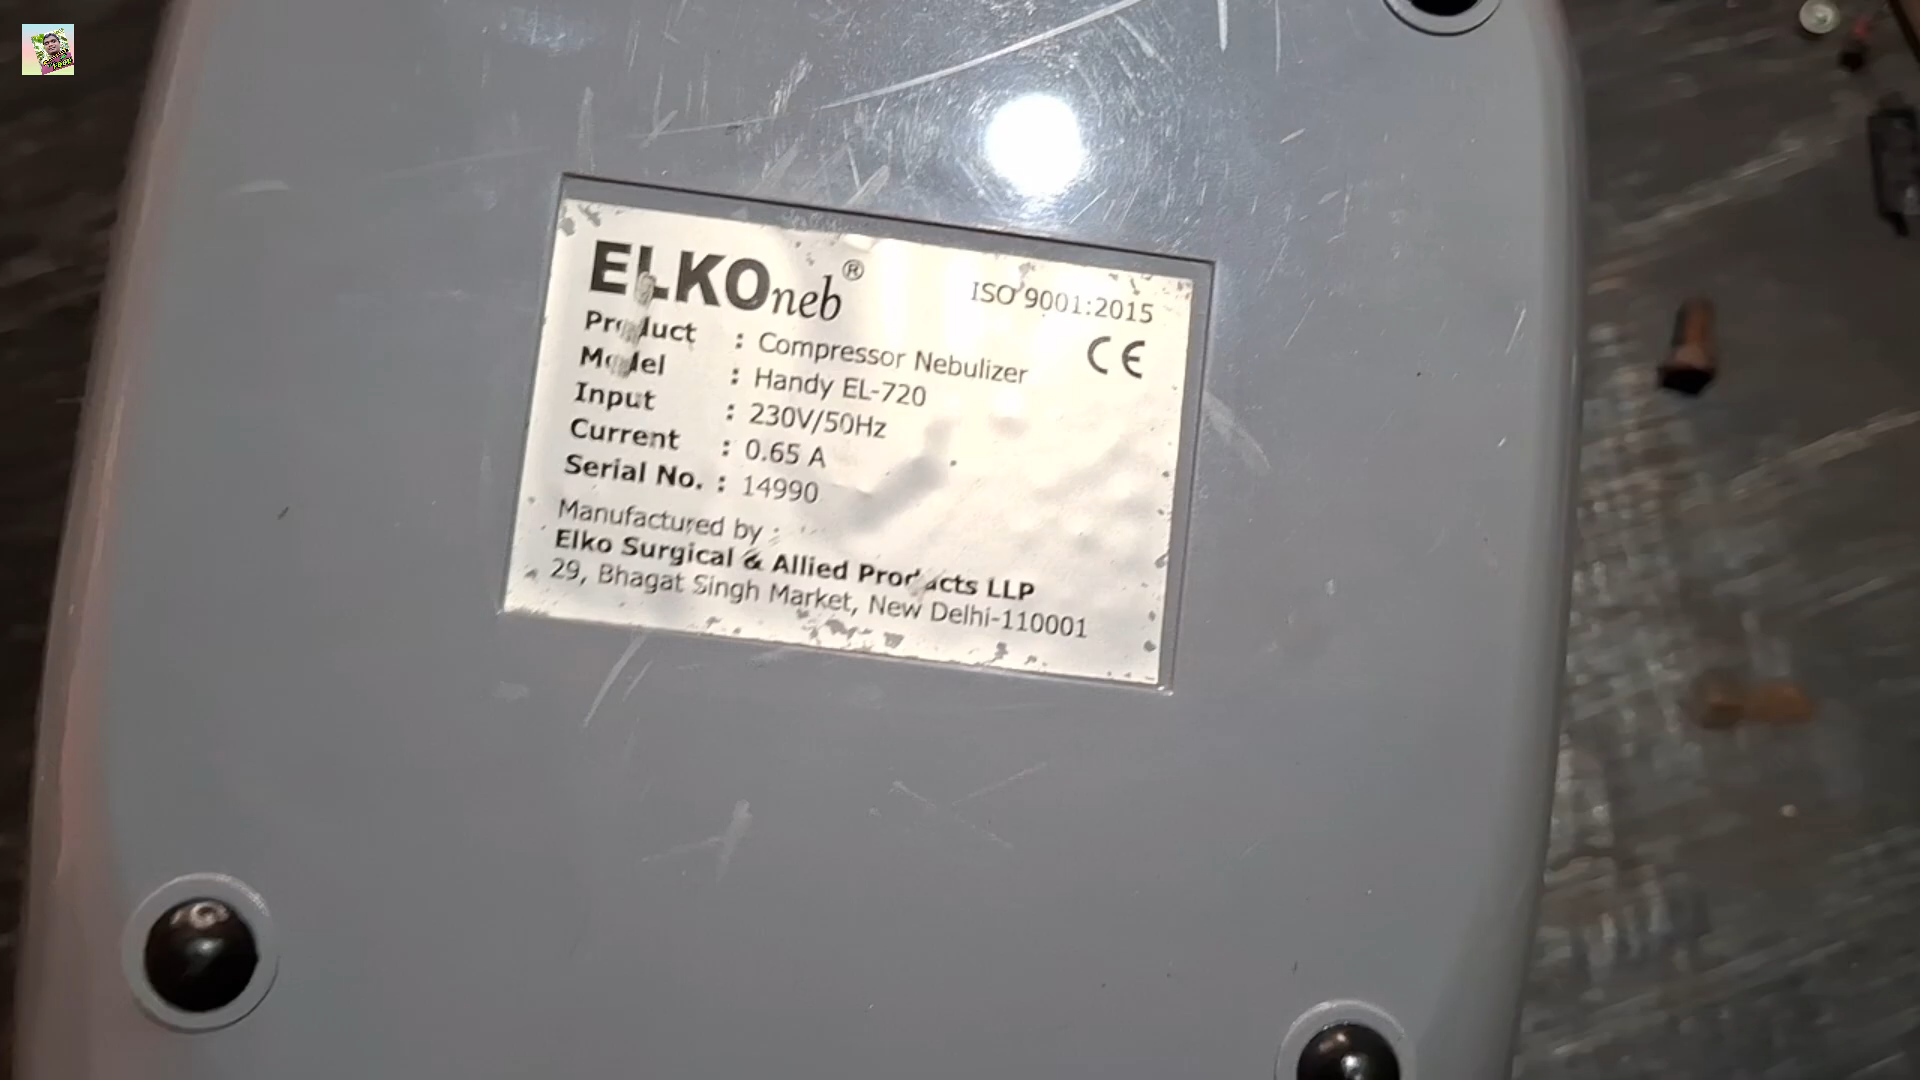 ELKOneb®
ISO 9001:2015
CE
Product : Compressor Nebulizer
Model : Handy EL-720
Input : 230V/50Hz
Current : 0.65 A
Serial No. : 14990
Manufactured by :
Elko Surgical & Allied Products LLP
29, Bhagat Singh Market, New Delhi-110001